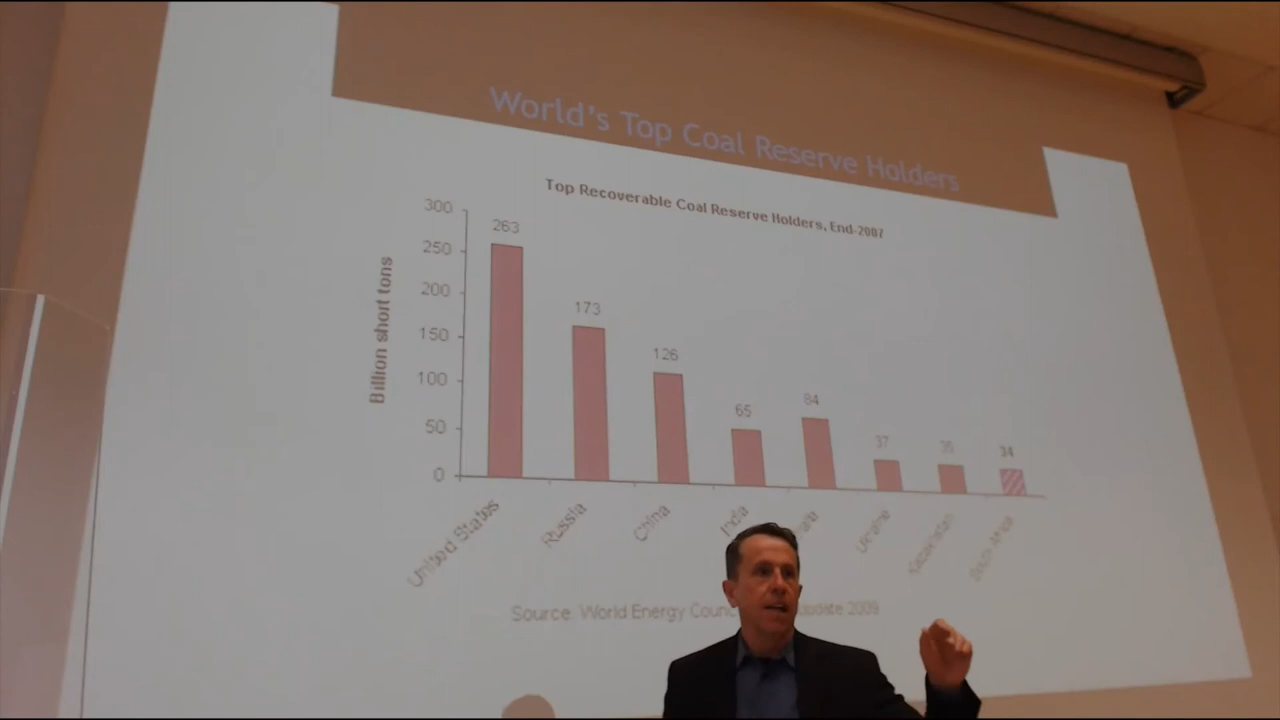 World's Top Coal Reserve Holders
Top Recoverable Coal Reserve Holders, End-2007
Billion short tons
300
250
200
150
100
50
0
263
173
126
65
84
37
35
34
United States
Russia
China
India
Ukraine
Kazakhstan
South Africa
Source: World Energy 2009